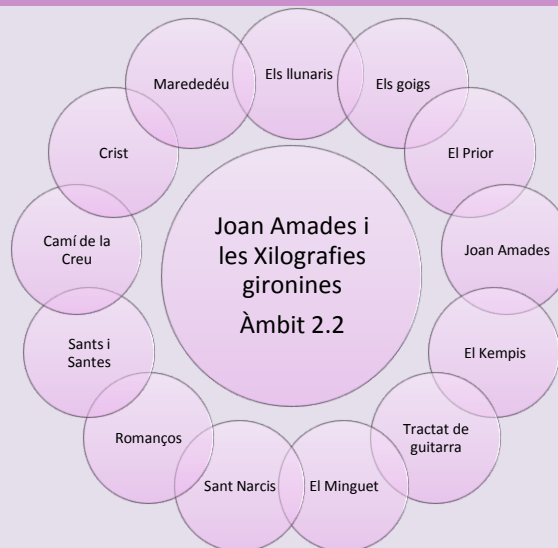 Els llunaris
Els goigs
El Prior
Joan Amades
El Kempis
Tractat de
guitarra
El Minguet
Sant Narcis
Romanços
Sants i
Santes
Camí de la
Creu
Crist
Marededéu
Joan Amades i
les Xilografies
gironines
Àmbit 2.2